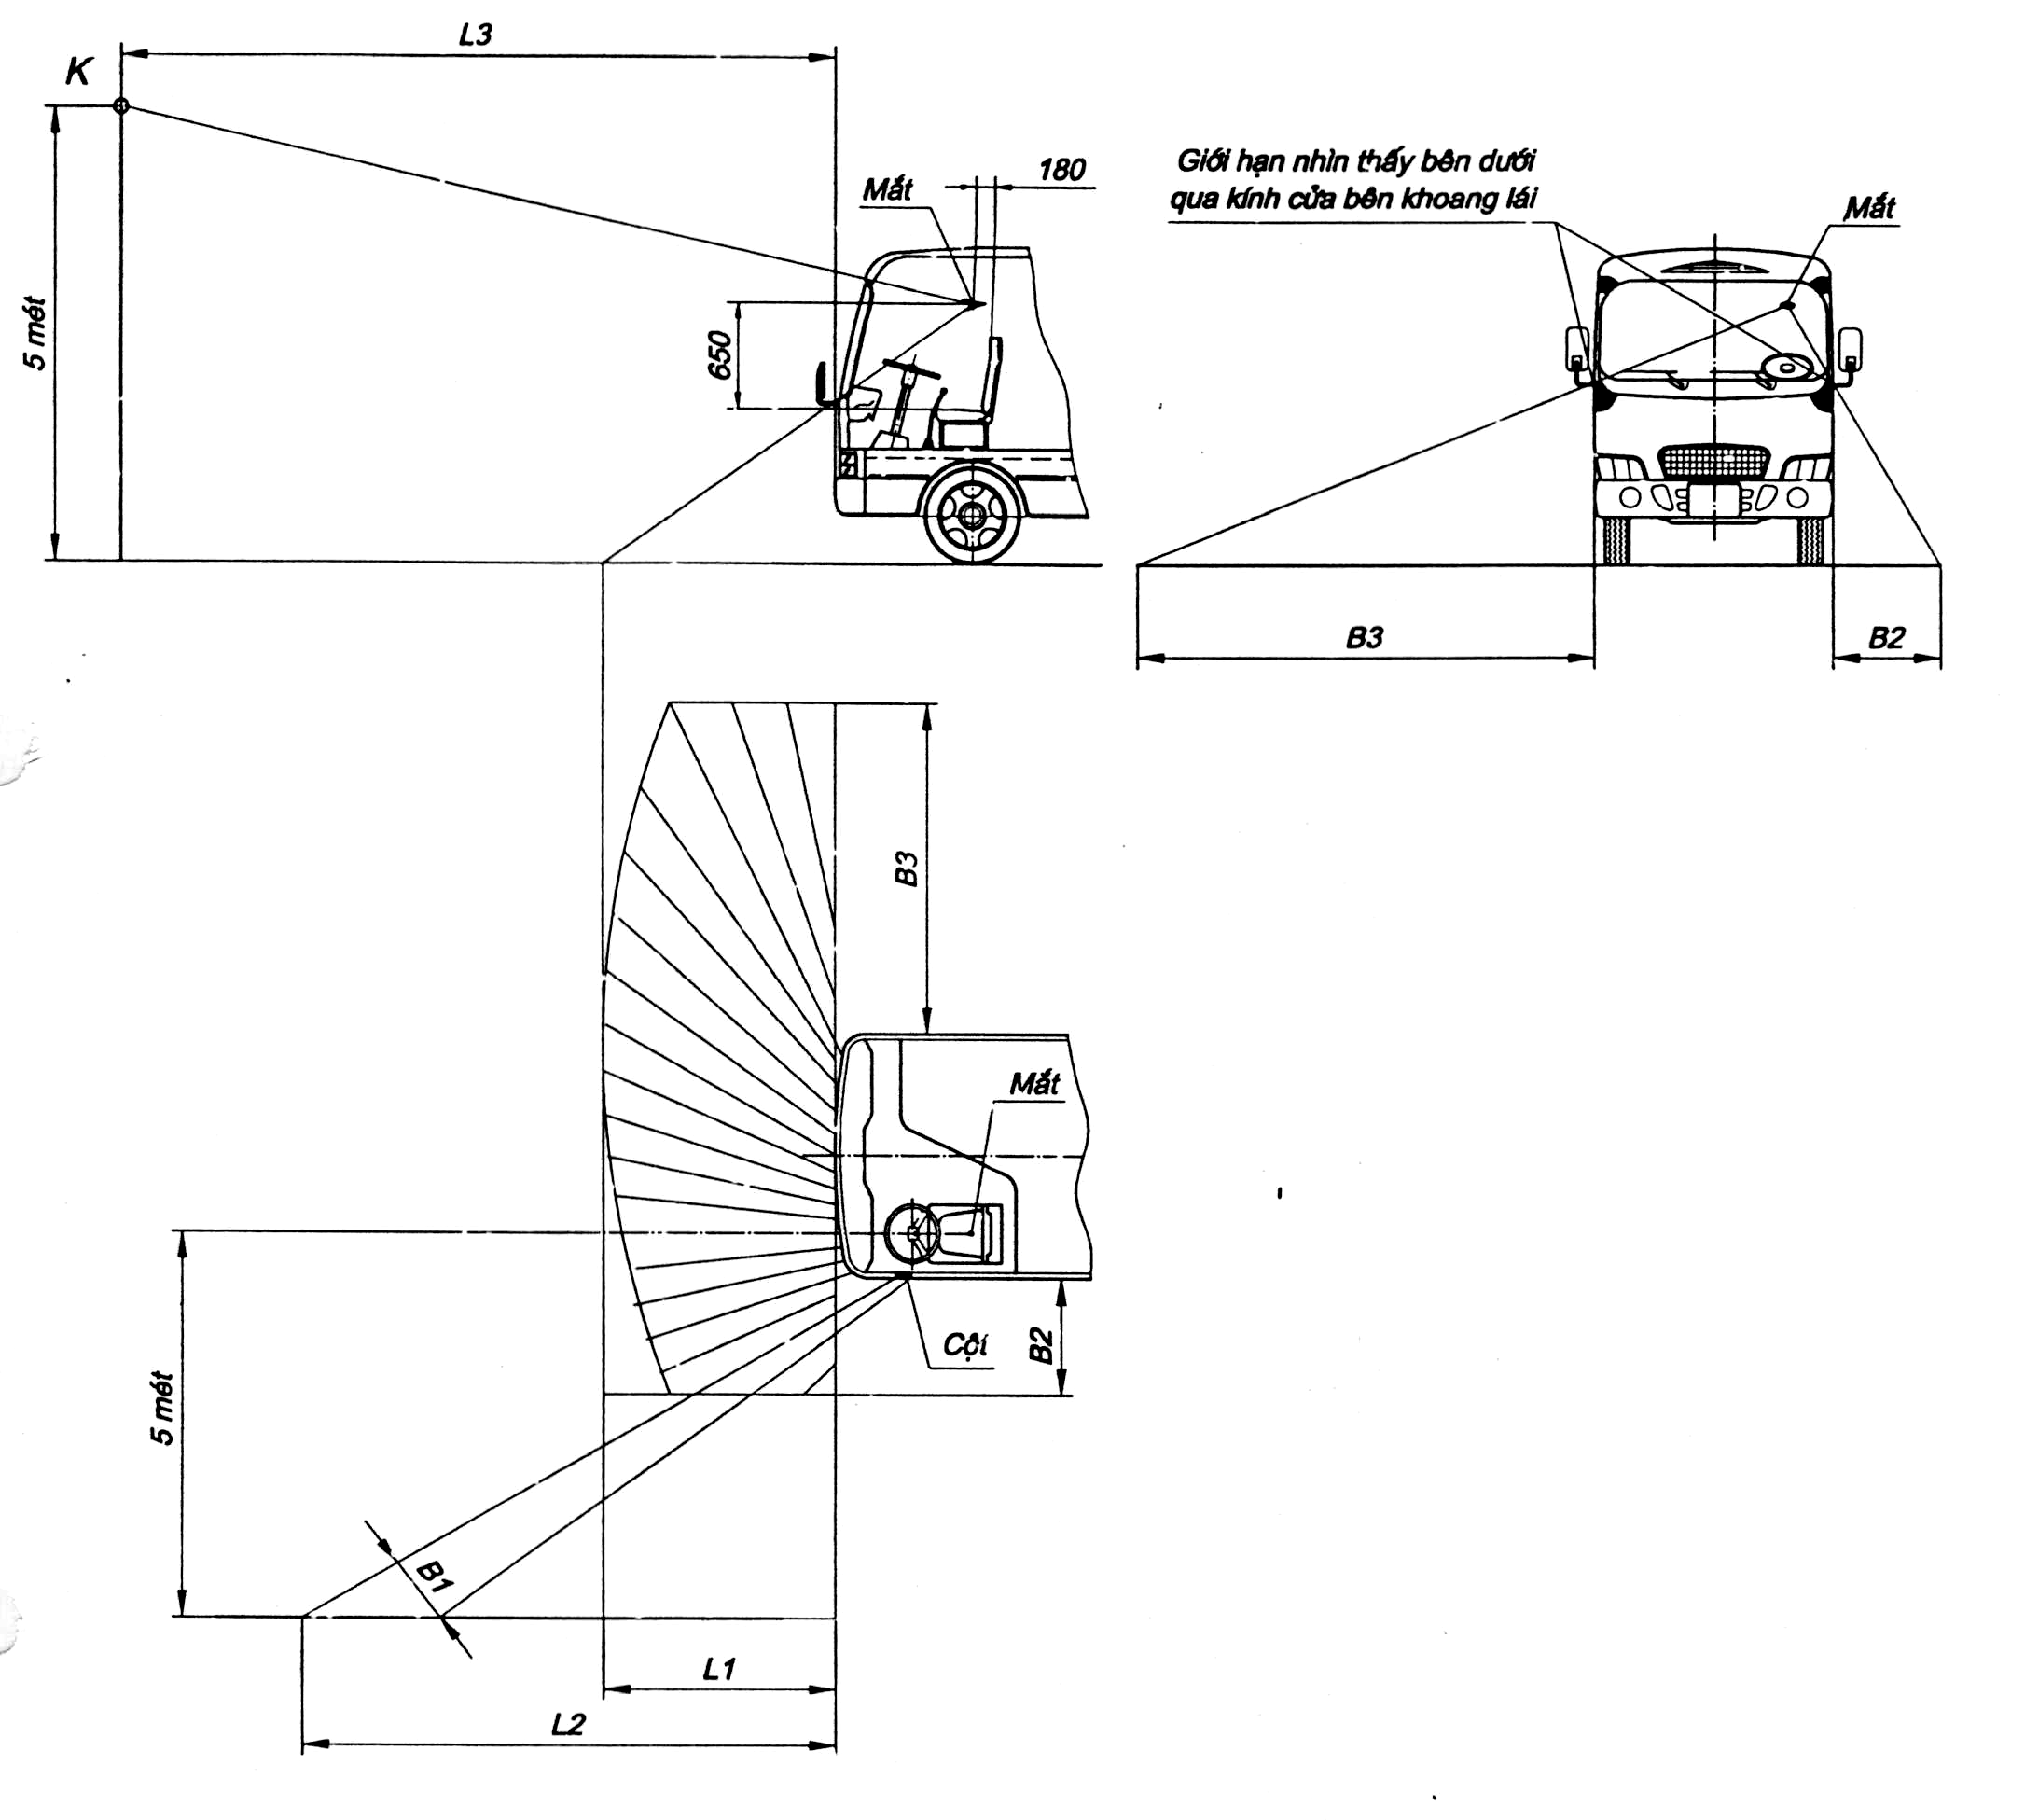 L3
K
180
Mắt
Giới hạn nhìn thấy bên dưới
qua kính cửa bên khoang lái
Mắt
5 mét
650
B3
B2
B3
Mắt
Cột
B2
5 mét
B1
L1
L2